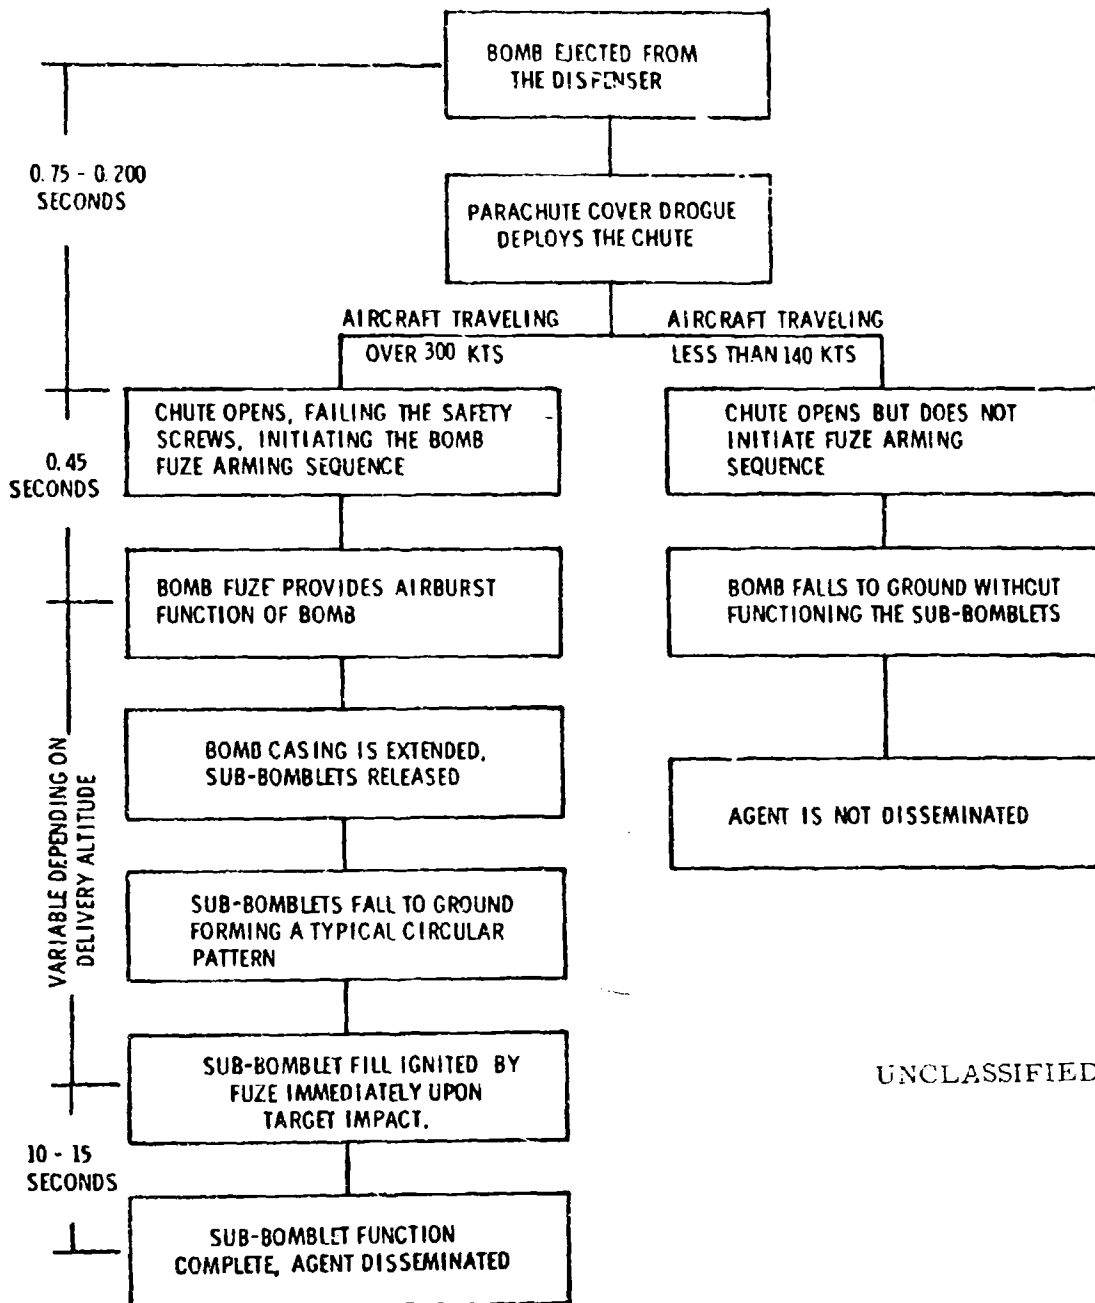 BOMB EJECTED FROM
THE DISPENSER
0.75 - 0.200
SECONDS
PARACHUTE COVER DROGUE
DEPLOYS THE CHUTE
AIRCRAFT TRAVELING
OVER 300 KTS
AIRCRAFT TRAVELING
LESS THAN 140 KTS
CHUTE OPENS, FAILING THE SAFETY
SCREWS, INITIATING THE BOMB
FUZE ARMING SEQUENCE
CHUTE OPENS BUT DOES NOT
INITIATE FUZE ARMING
SEQUENCE
0.45
SECONDS
BOMB FUZE PROVIDES AIRBURST
FUNCTION OF BOMB
BOMB FALLS TO GROUND WITHOUT
FUNCTIONING THE SUB-BOMBLETS
VARIABLE DEPENDING ON
DELIVERY ALTITUDE
BOMB CASING IS EXTENDED,
SUB-BOMBLETS RELEASED
AGENT IS NOT DISSEMINATED
SUB-BOMBLETS FALL TO GROUND
FORMING A TYPICAL CIRCULAR
PATTERN
SUB-BOMBLET FILL IGNITED BY
FUZE IMMEDIATELY UPON
TARGET IMPACT.
UNCLASSIFIED
10 - 15
SECONDS
SUB-BOMBLET FUNCTION
COMPLETE, AGENT DISSEMINATED